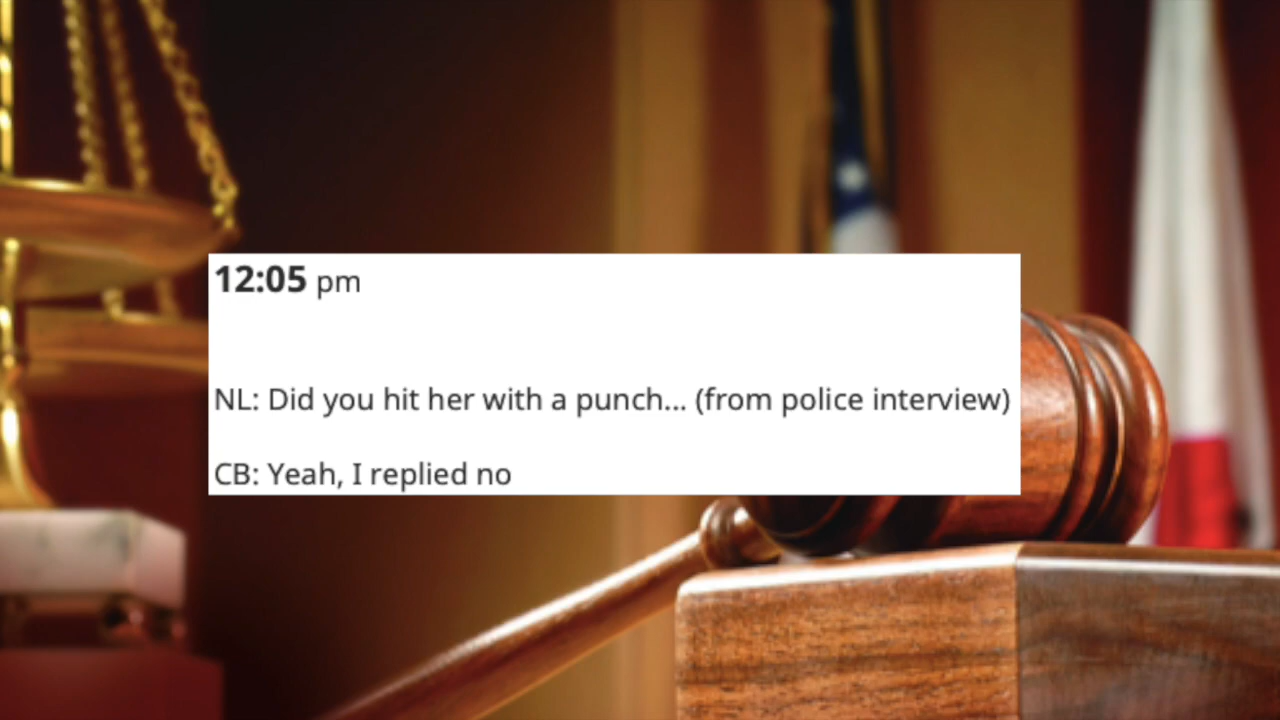 12:05 pm
NL: Did you hit her with a punch... (from police interview)
CB: Yeah, I replied no